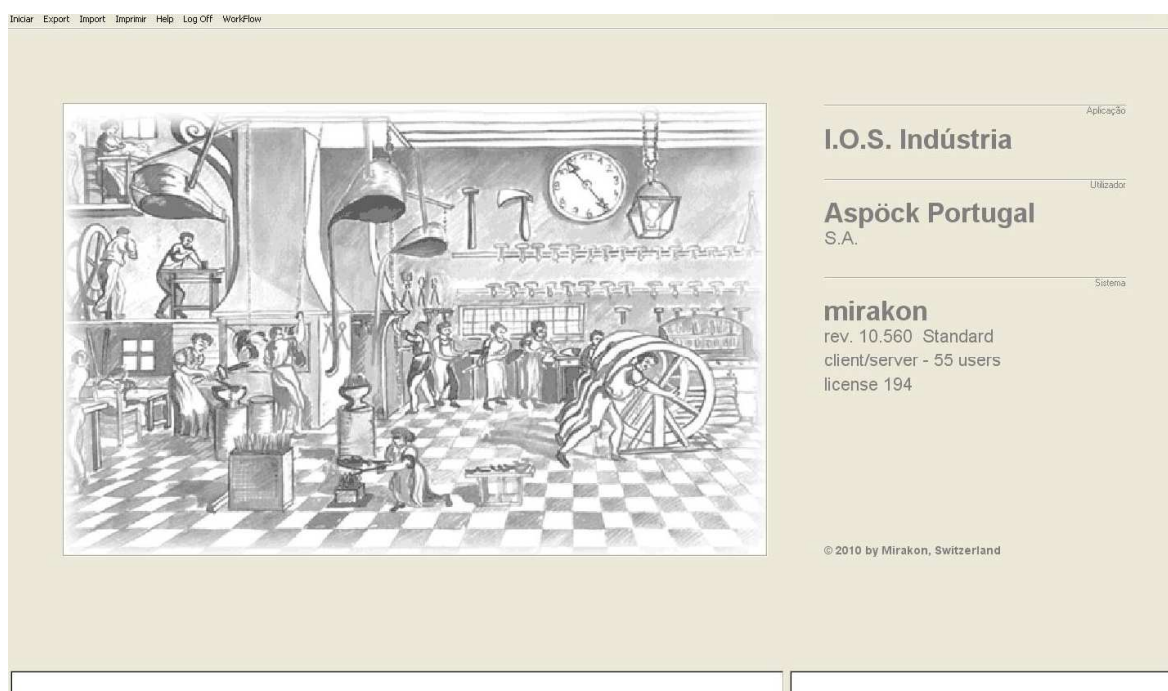 Iniciar Export Import Imprimir Help Log Off WorkFlow
Aplicação
I.O.S. Indústria
Utilizador
Aspöck Portugal
S.A.
Sistema
mirakon
rev. 10.560 Standard
client/server - 55 users
license 194
© 2010 by Mirakon, Switzerland